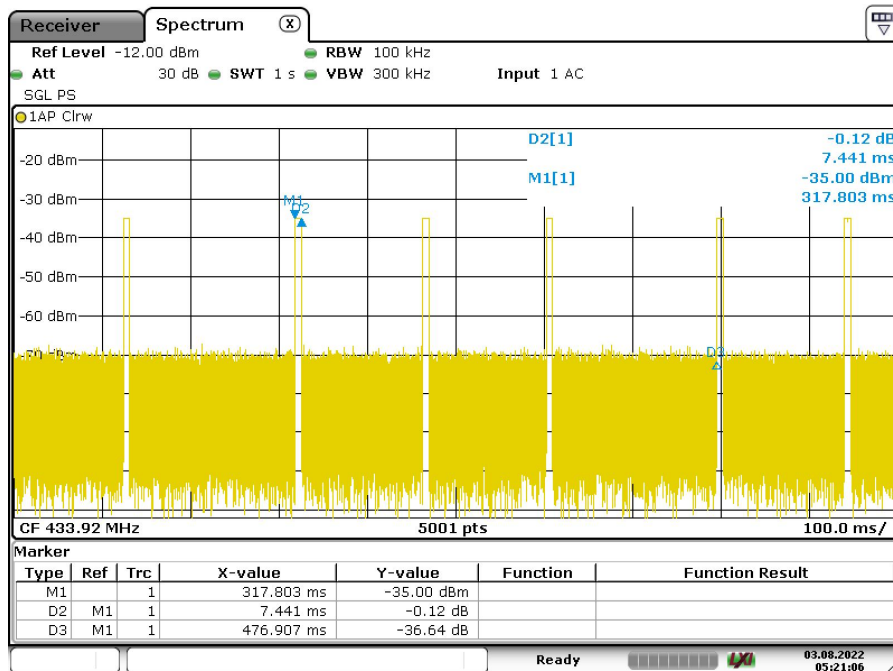 Receiver Spectrum X
Ref Level -12.00 dBm RBW 100 kHz
Att 30 dB SWT 1 s VBW 300 kHz Input 1 AC
SGL PS
1AP Clrw
D2[1] -0.12 dB
7.441 ms
M1[1] -35.00 dBm
317.803 ms
-20 dBm
-30 dBm
M1
D2
-40 dBm
-50 dBm
-60 dBm
-70 dBm
D3
CF 433.92 MHz 5001 pts 100.0 ms/
Marker
Type Ref Trc X-value Y-value Function Function Result
M1 1 317.803 ms -35.00 dBm
D2 M1 1 7.441 ms -0.12 dB
D3 M1 1 476.907 ms -36.64 dB
Ready LXI 03.08.2022
05:21:06